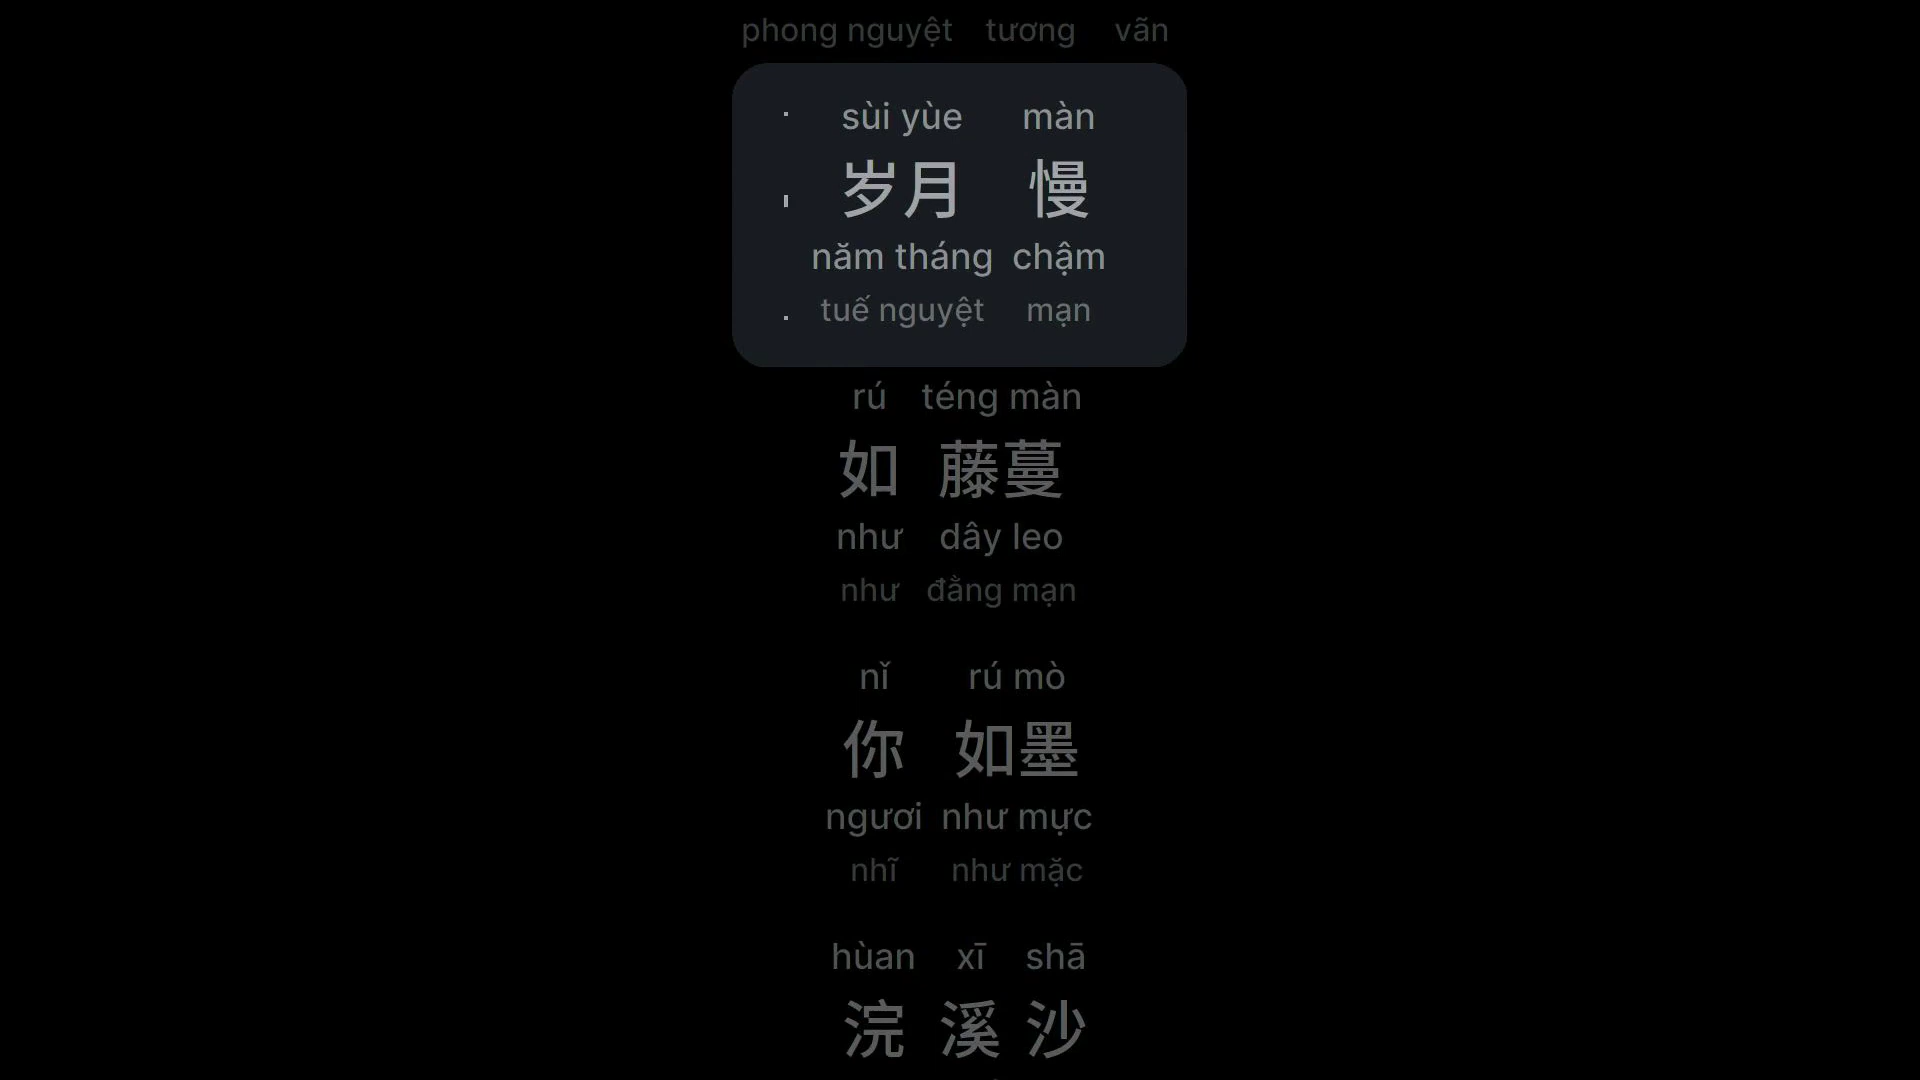 phong nguyệt tương vãn
sùi yùe màn
岁月 慢
năm tháng chậm
tuế nguyệt mạn
rú téng màn
如 藤蔓
như dây leo
như đằng mạn
nǐ rú mò
你 如墨
ngươi như mực
nhĩ như mặc
hùan xī shā
浣 溪 沙